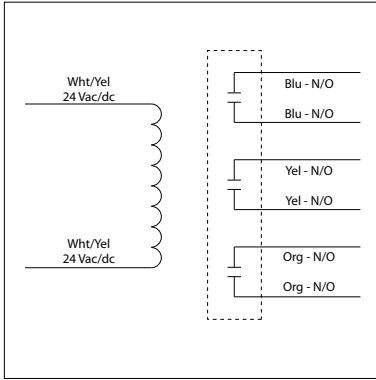 Wht/Yel
24 Vac/dc
Blu - N/O
Blu - N/O
Yel - N/O
Yel - N/O
Wht/Yel
24 Vac/dc
Org - N/O
Org - N/O